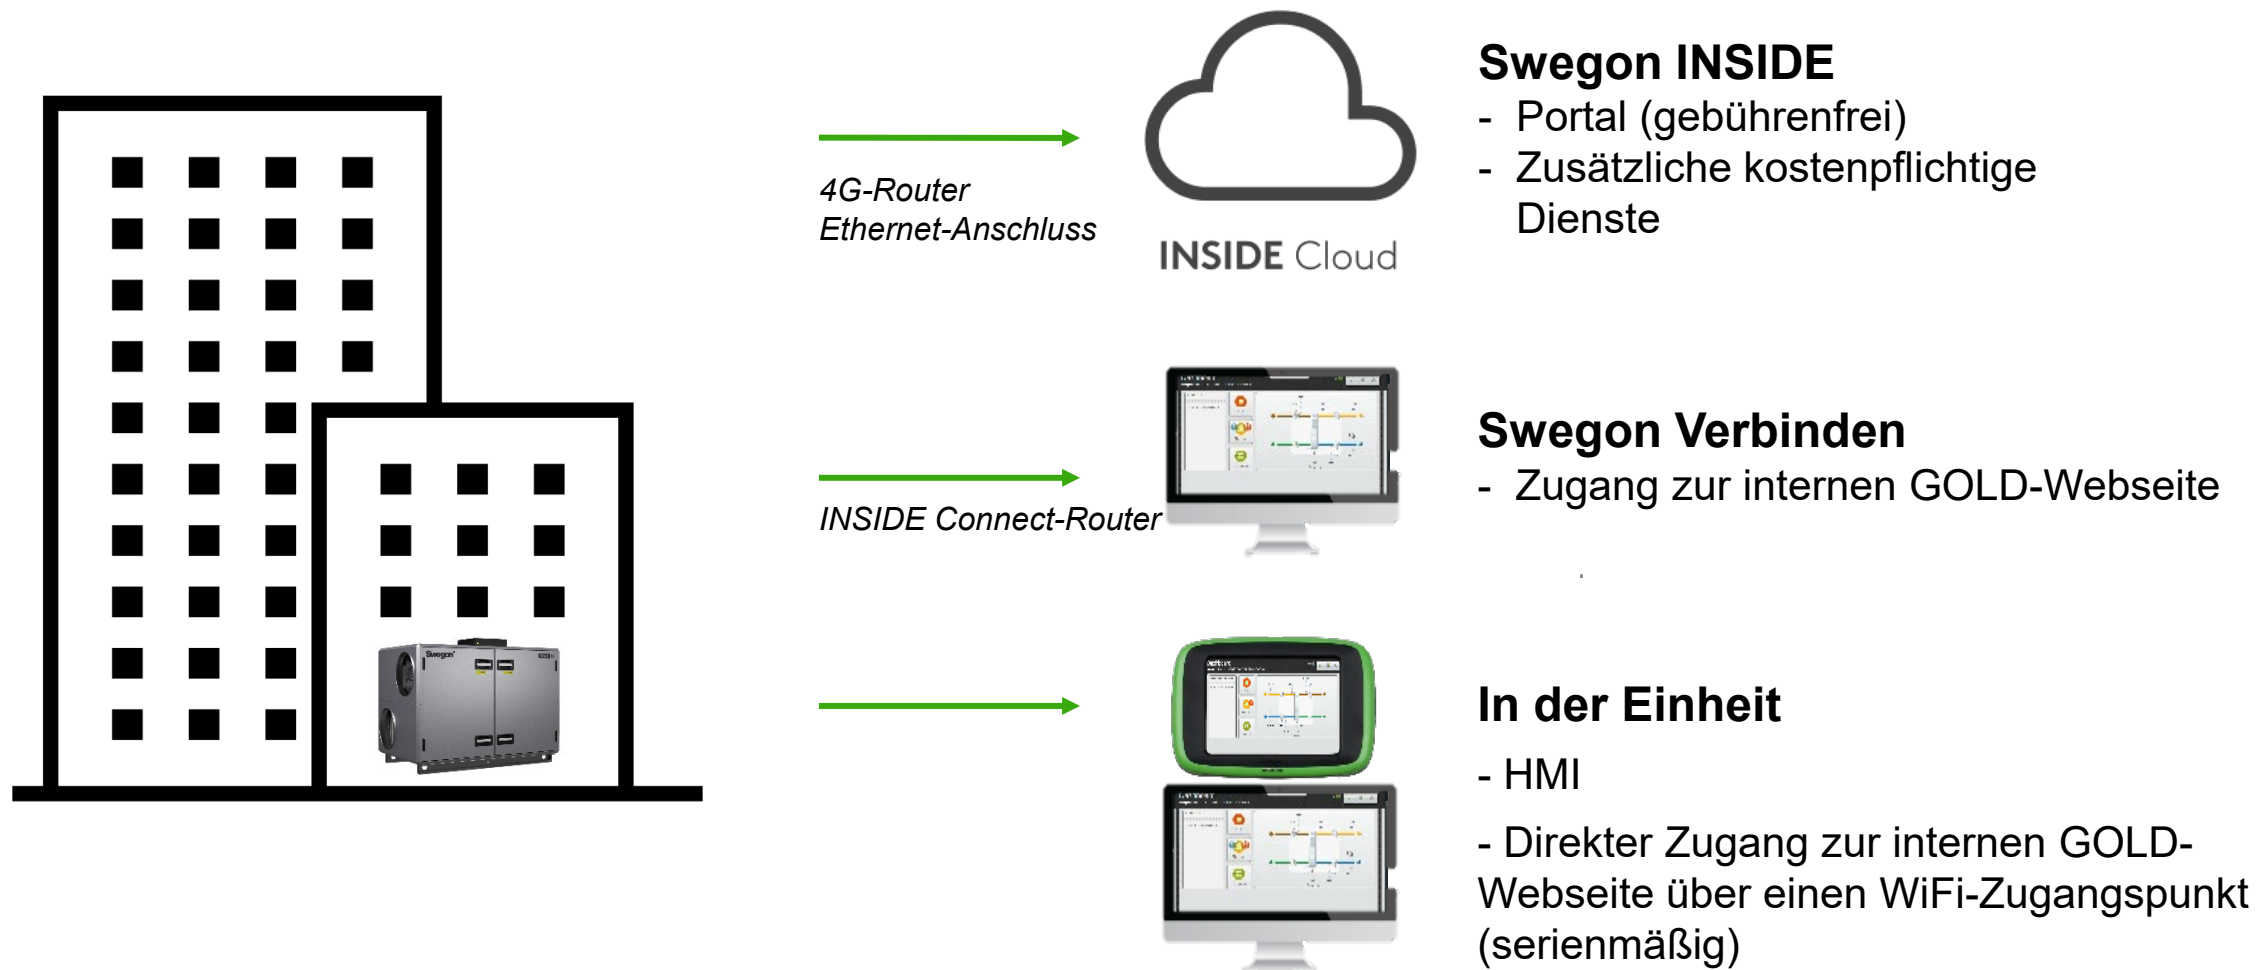 Swegon INSIDE
- Portal (gebührenfrei)
- Zusätzliche kostenpflichtige
Dienste
4G-Router
Ethernet-Anschluss
INSIDE Cloud
Swegon Verbinden
- Zugang zur internen GOLD-Webseite
INSIDE Connect-Router
Swegon
In der Einheit
- HMI
- Direkter Zugang zur internen GOLD-
Webseite über einen WiFi-Zugangspunkt
(serienmäßig)